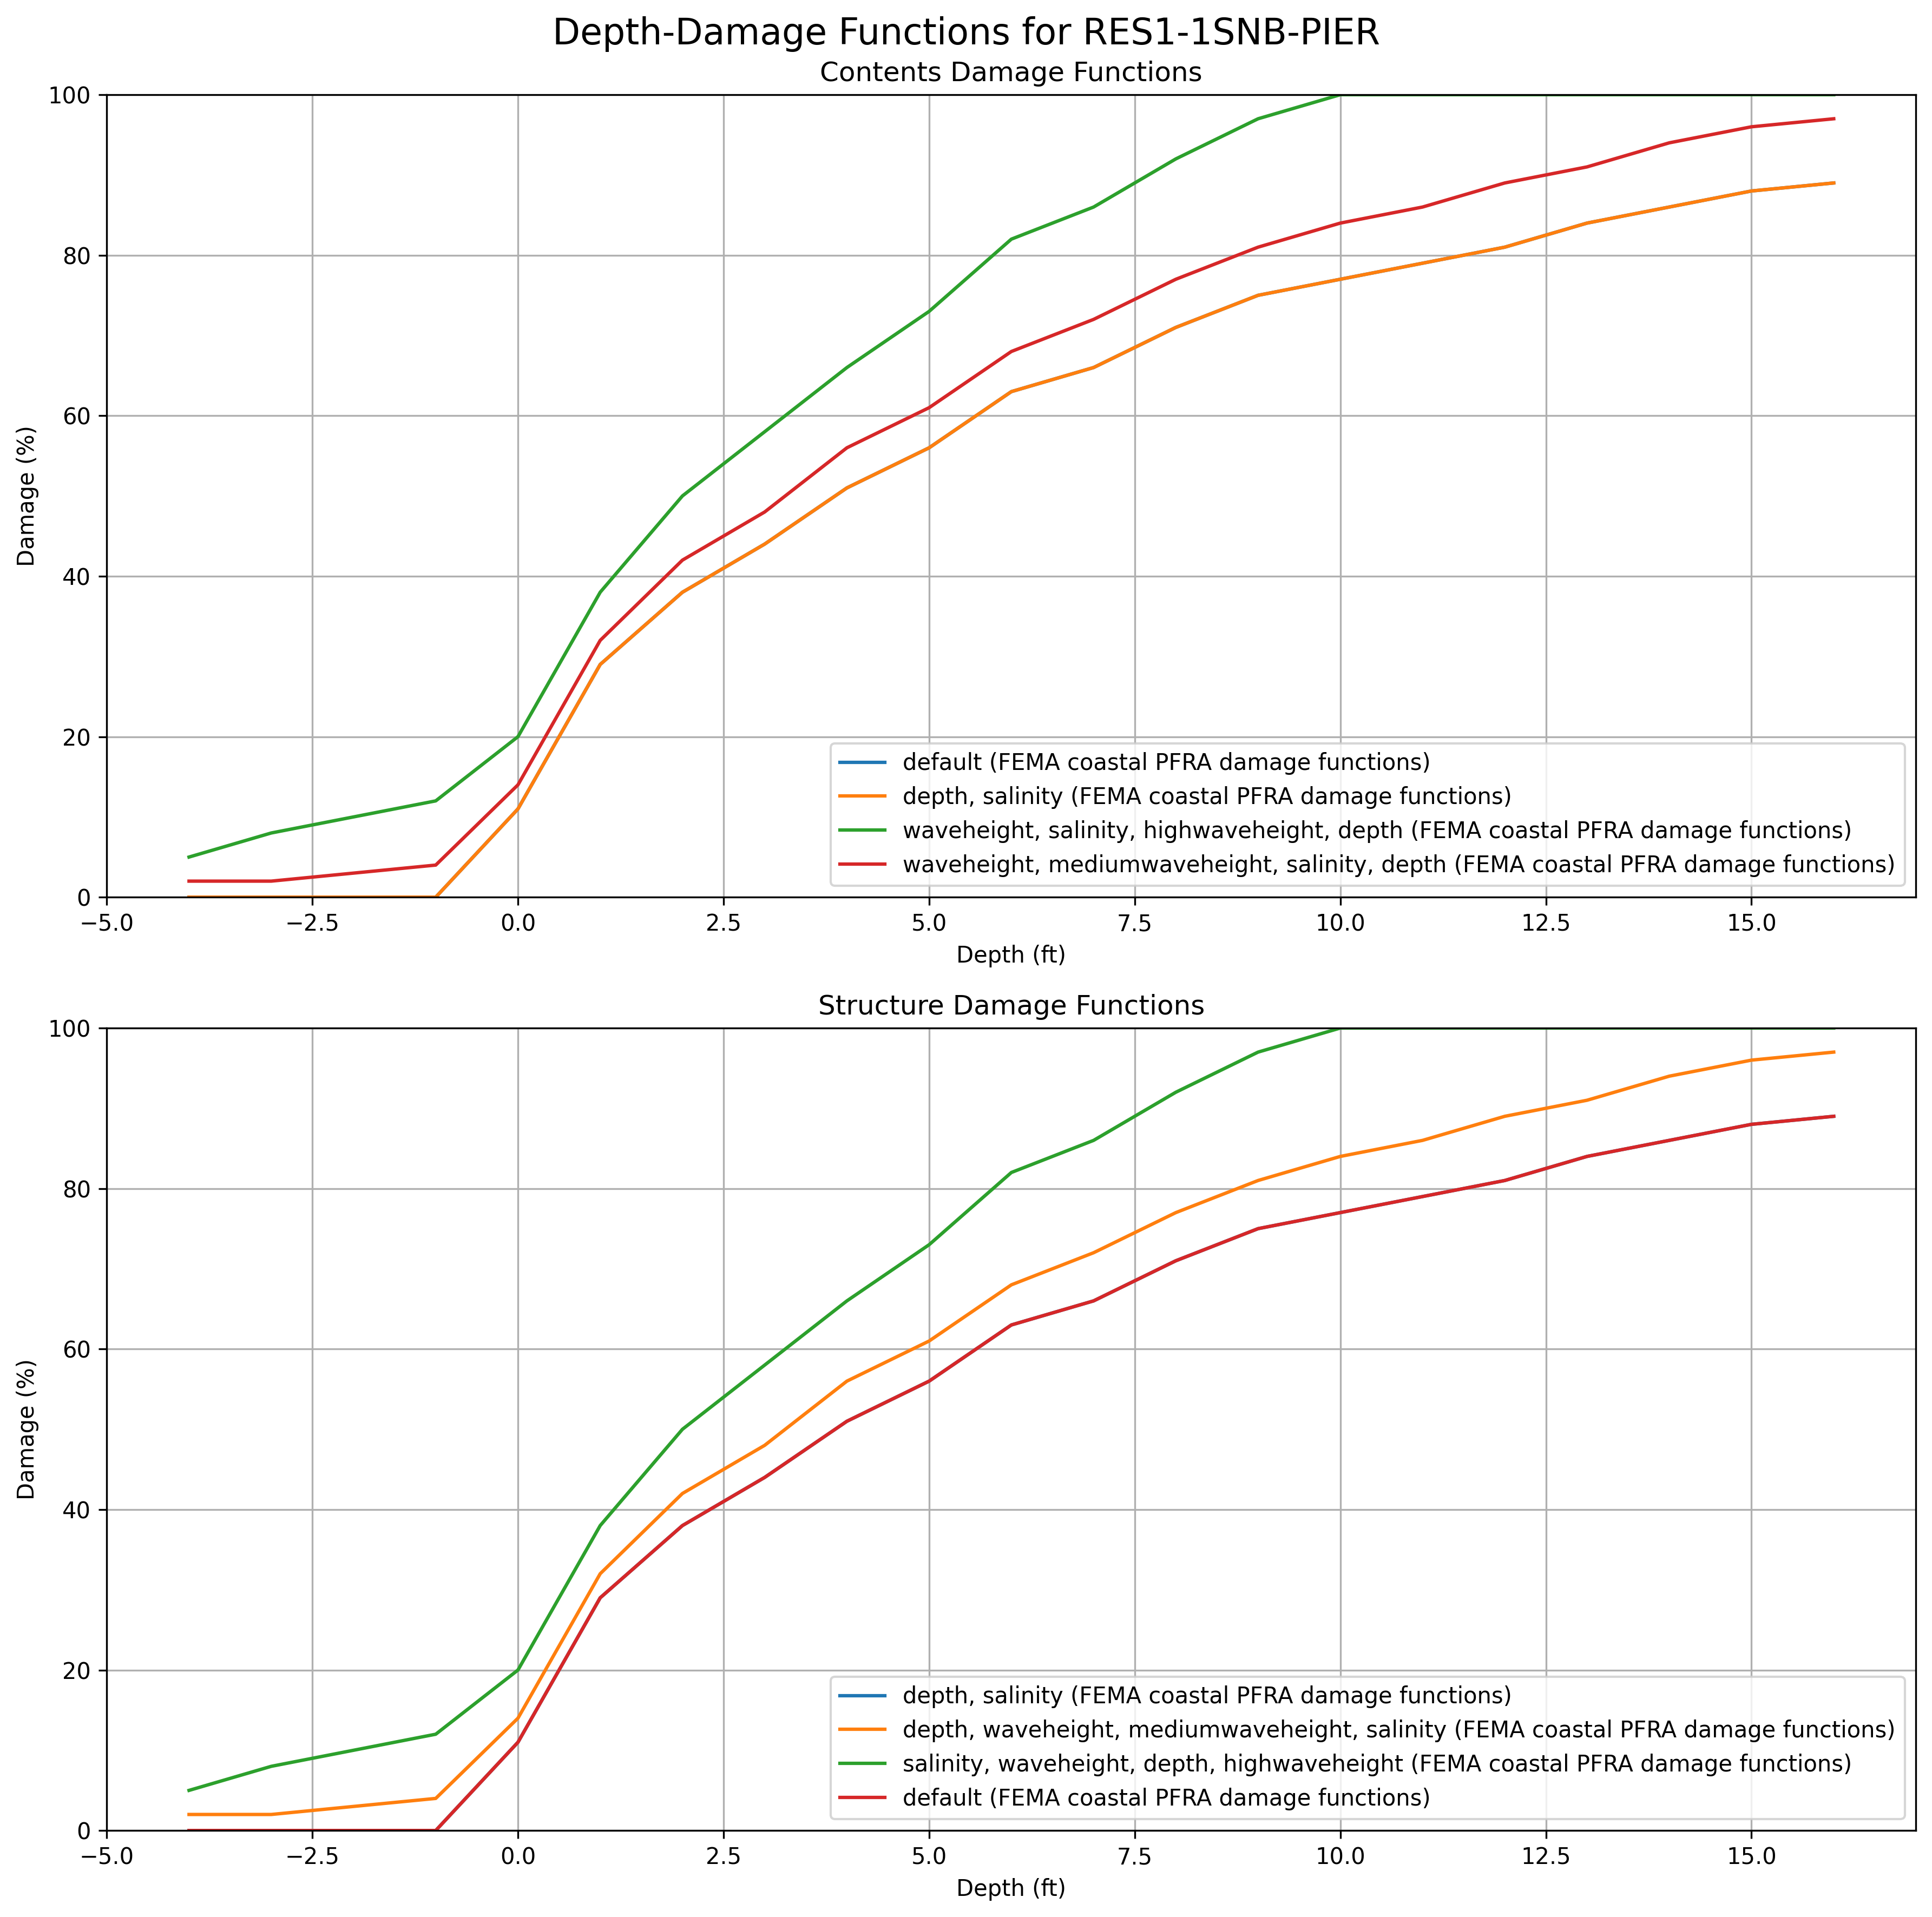 Depth-Damage Functions for RES1-1SNB-PIER
Contents Damage Functions
100
80
60
40
20
0
Damage (%)
−5.0 −2.5 0.0 2.5 5.0 7.5 10.0 12.5 15.0
Depth (ft)
default (FEMA coastal PFRA damage functions)
depth, salinity (FEMA coastal PFRA damage functions)
waveheight, salinity, highwaveheight, depth (FEMA coastal PFRA damage functions)
waveheight, mediumwaveheight, salinity, depth (FEMA coastal PFRA damage functions)
Structure Damage Functions
100
80
60
40
20
0
Damage (%)
−5.0 −2.5 0.0 2.5 5.0 7.5 10.0 12.5 15.0
Depth (ft)
depth, salinity (FEMA coastal PFRA damage functions)
depth, waveheight, mediumwaveheight, salinity (FEMA coastal PFRA damage functions)
salinity, waveheight, depth, highwaveheight (FEMA coastal PFRA damage functions)
default (FEMA coastal PFRA damage functions)